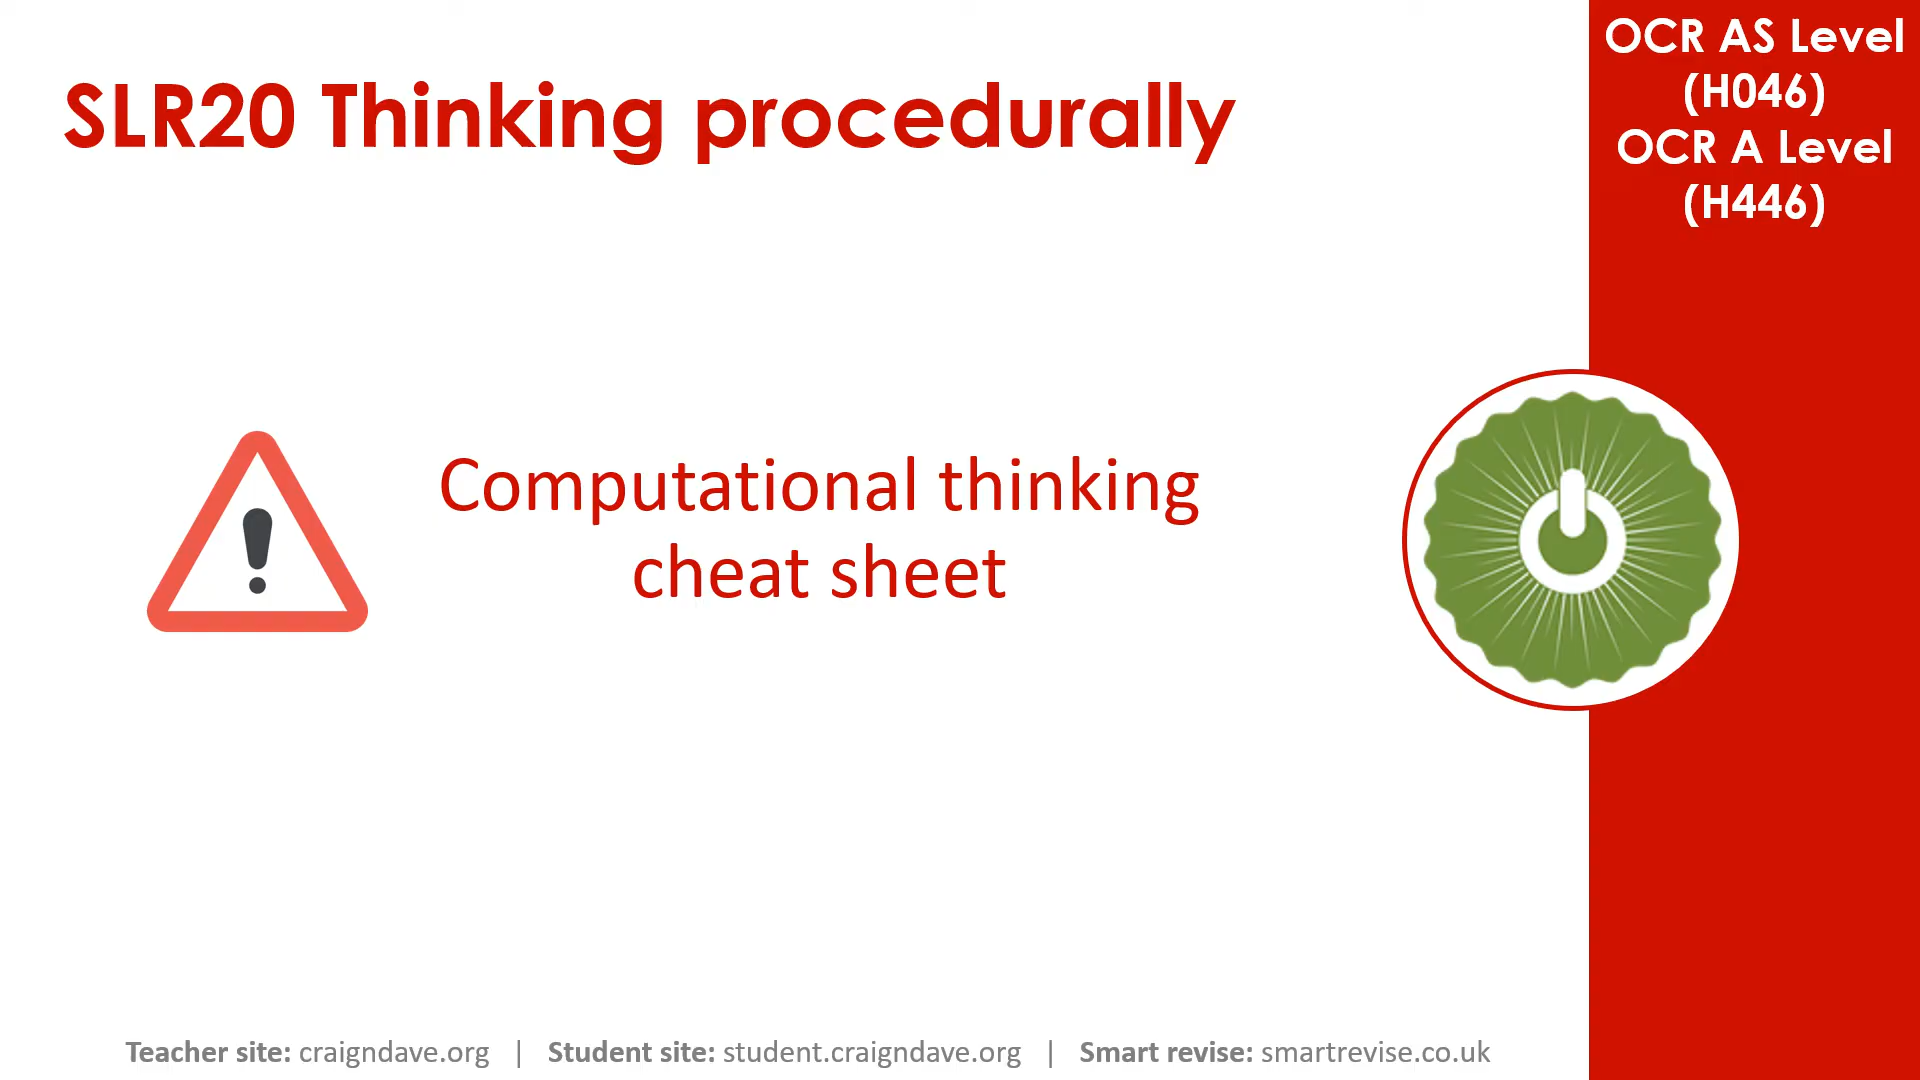 SLR20 Thinking procedurally
OCR AS Level
(H046)
OCR A Level
(H446)
Computational thinking
cheat sheet
Teacher site: craigndave.org | Student site: student.craigndave.org | Smart revise: smartrevise.co.uk